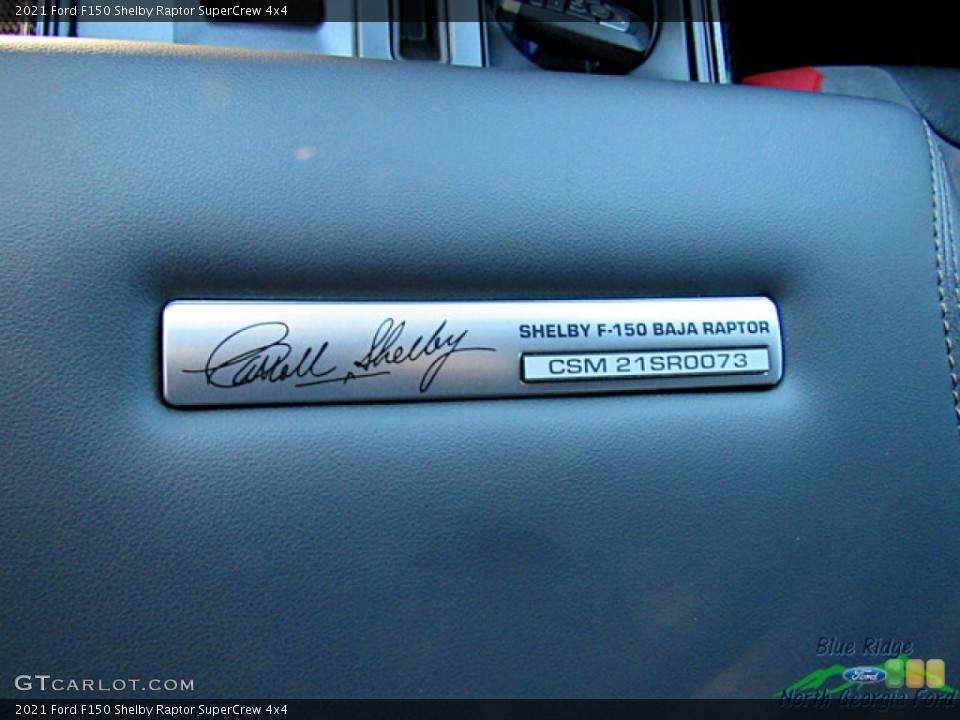 2021 Ford F150 Shelby Raptor SuperCrew 4x4
Carroll Shelby
SHELBY F-150 BAJA RAPTOR
CSM 21SR0073
Blue Ridge
Ford
North Georgia Ford
GTCARLOT.COM
2021 Ford F150 Shelby Raptor SuperCrew 4x4